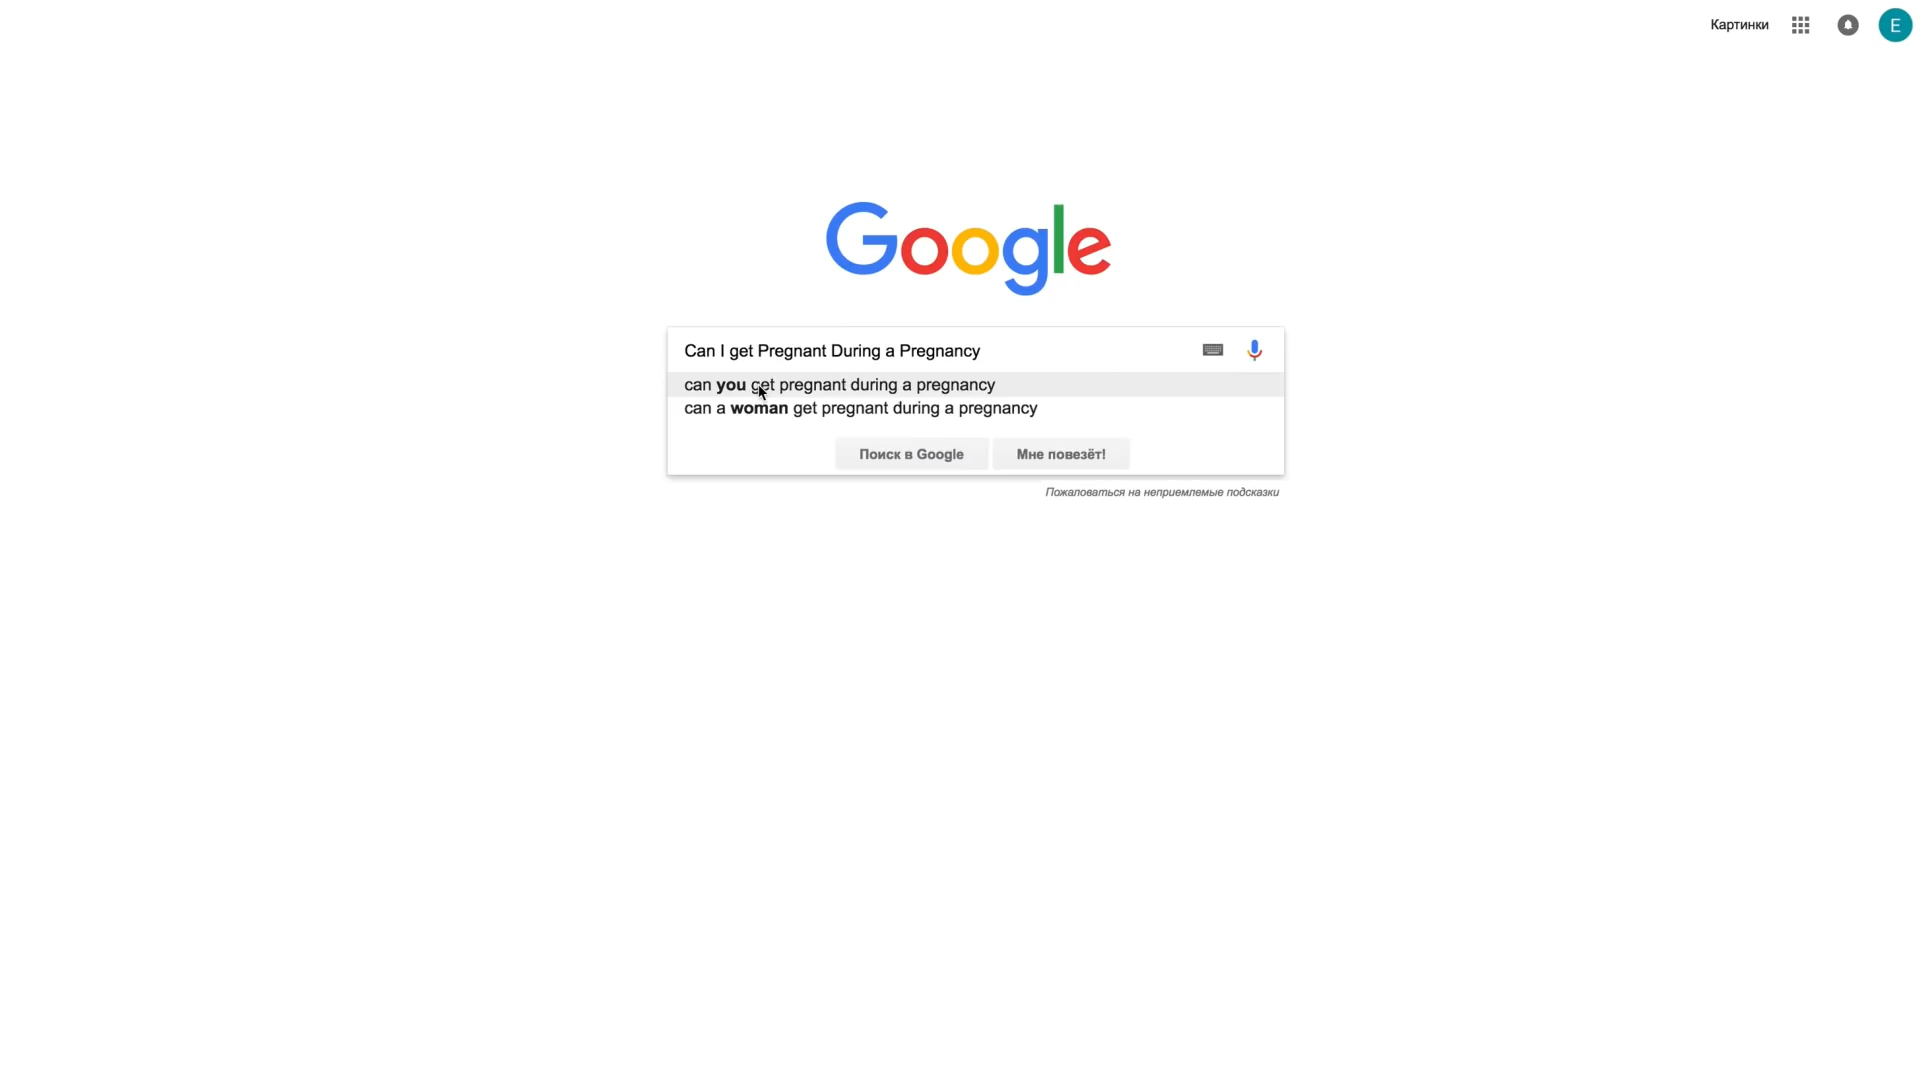 Картинки
E
Google
Can I get Pregnant During a Pregnancy
can you get pregnant during a pregnancy
can a woman get pregnant during a pregnancy
Поиск в Google
Мне повезёт!
Пожаловаться на неприемлемые подсказки